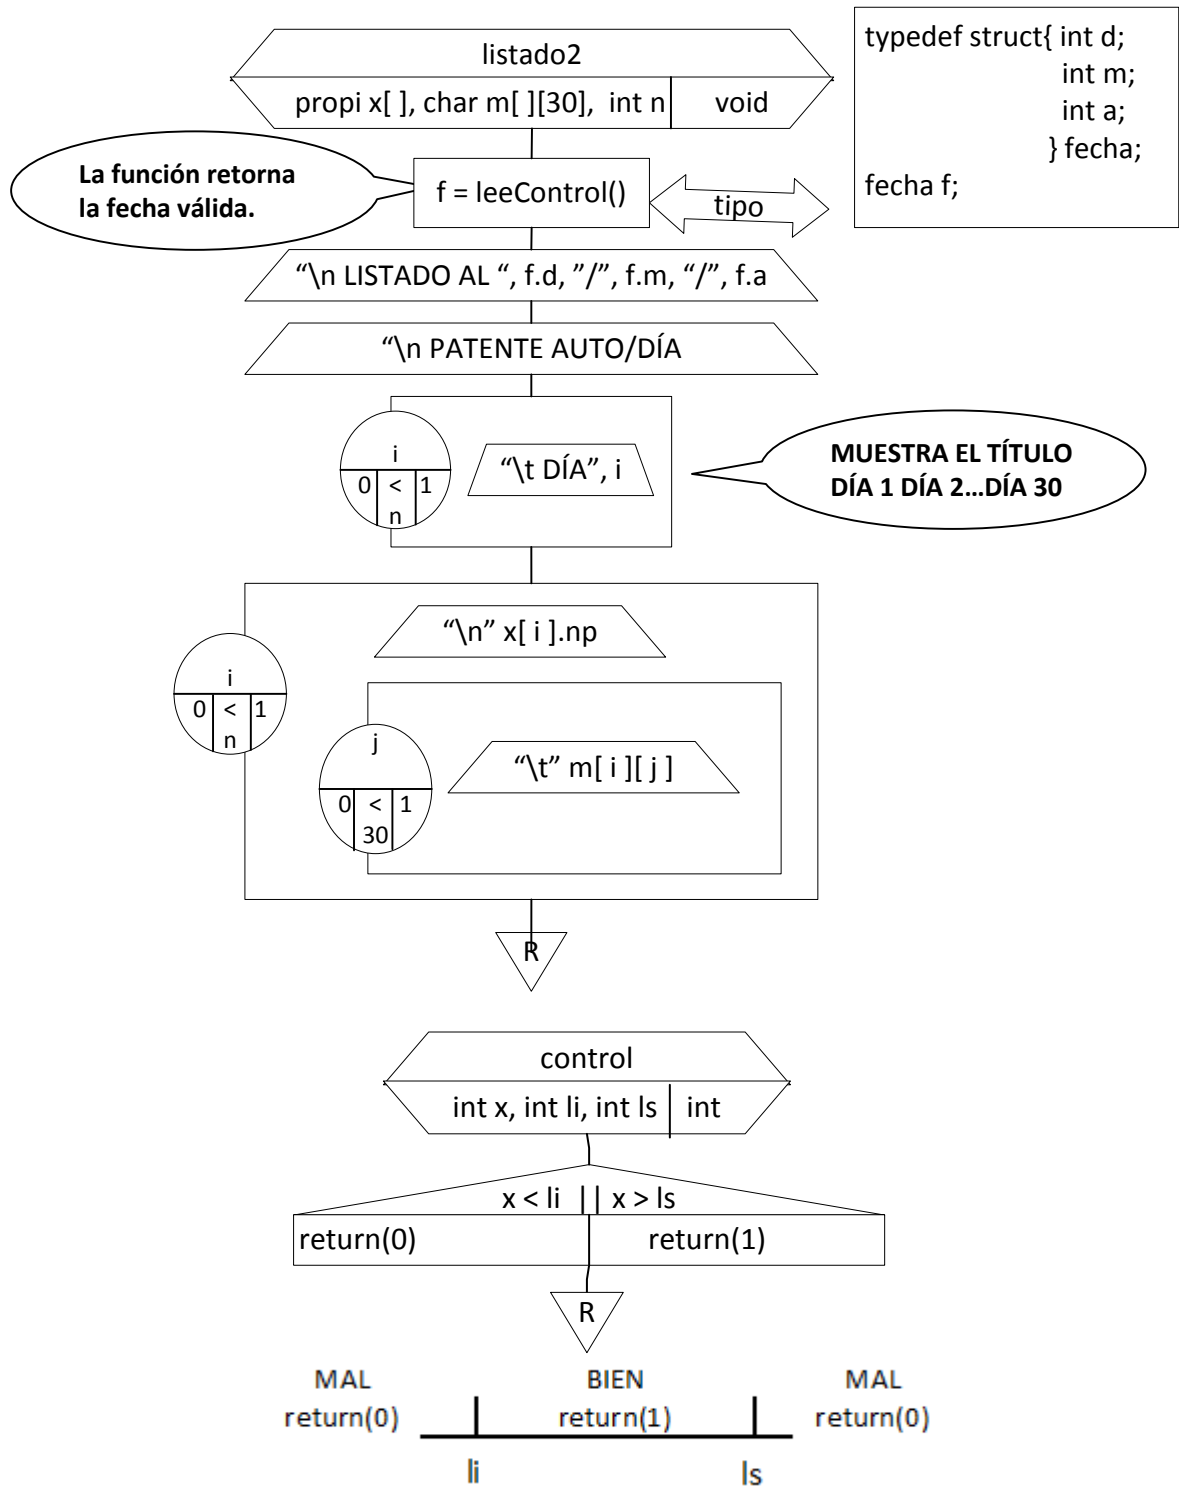 listado2
propi x[ ], char m[ ][30], int n
void
typedef struct{ int d;
int m;
int a;
} fecha;
fecha f;
La función retorna
la fecha válida.
f = leeControl()
tipo
“\n LISTADO AL “, f.d, ”/”, f.m, “/”, f.a
“\n PATENTE AUTO/DÍA
i
0 < 1
n
“\t DÍA”, i
MUESTRA EL TÍTULO
DÍA 1 DÍA 2...DÍA 30
“\n” x[ i ].np
i
0 < 1
n
j
0 < 1
30
“\t” m[ i ][ j ]
R
control
int x, int li, int ls
int
x < li || x > ls
return(0)
return(1)
R
MAL
return(0)
BIEN
return(1)
MAL
return(0)
li
ls